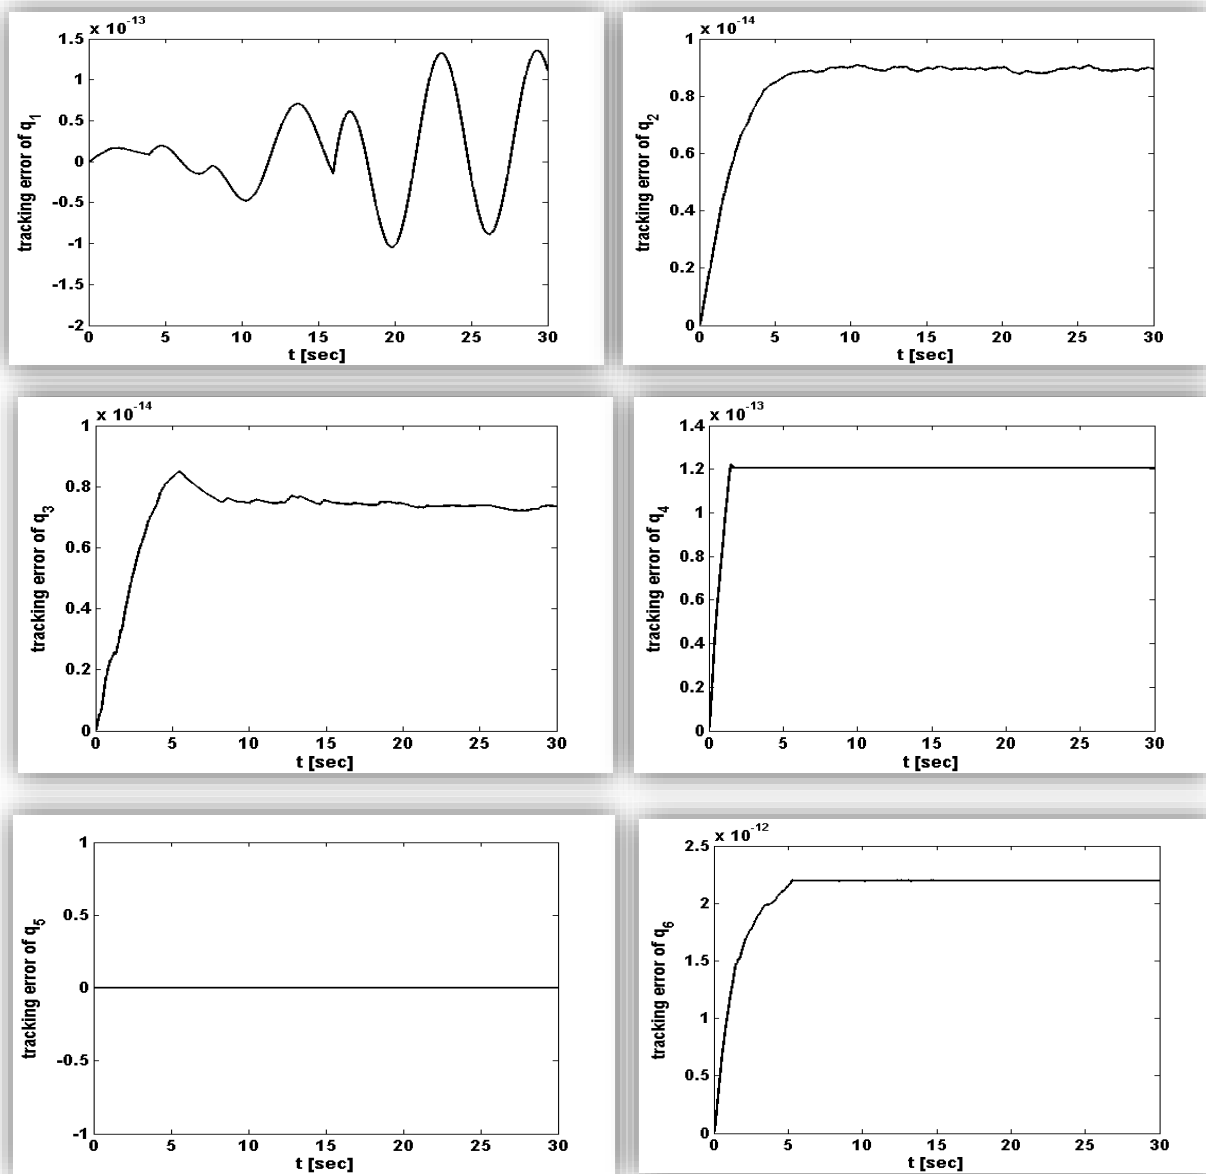 x 10⁻¹³
1.5
1
0.5
0
-0.5
-1
-1.5
-2
0 5 10 15 20 25 30
t [sec]
tracking error of q₁
x 10⁻¹⁴
1
0.8
0.6
0.4
0.2
0
0 5 10 15 20 25 30
t [sec]
tracking error of q₂
x 10⁻¹⁴
1
0.8
0.6
0.4
0.2
0
0 5 10 15 20 25 30
t [sec]
tracking error of q₃
x 10⁻¹³
1.4
1.2
1
0.8
0.6
0.4
0.2
0
0 5 10 15 20 25 30
t [sec]
tracking error of q₄
1
0.5
0
-0.5
-1
0 5 10 15 20 25 30
t [sec]
tracking error of q₅
x 10⁻¹²
2.5
2
1.5
1
0.5
0
0 5 10 15 20 25 30
t [sec]
tracking error of q₆